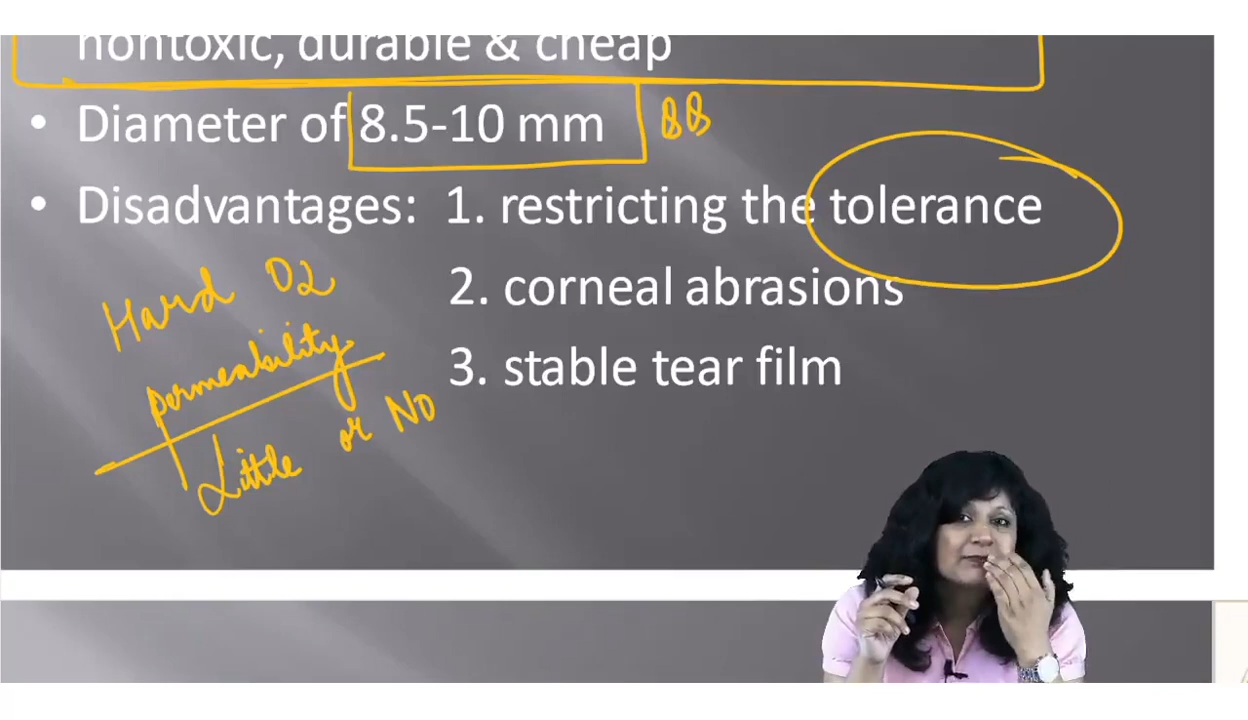 nontoxic, durable & cheap
• Diameter of 8.5-10 mm
• Disadvantages: 1. restricting the tolerance
2. corneal abrasions
3. stable tear film
Hard O2
permeability
Little or No